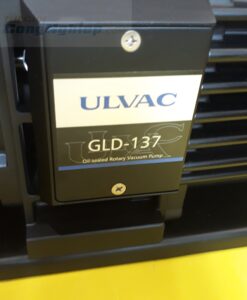 ULVAC
GLD-137
Oil sealed Rotary Vacuum Pump